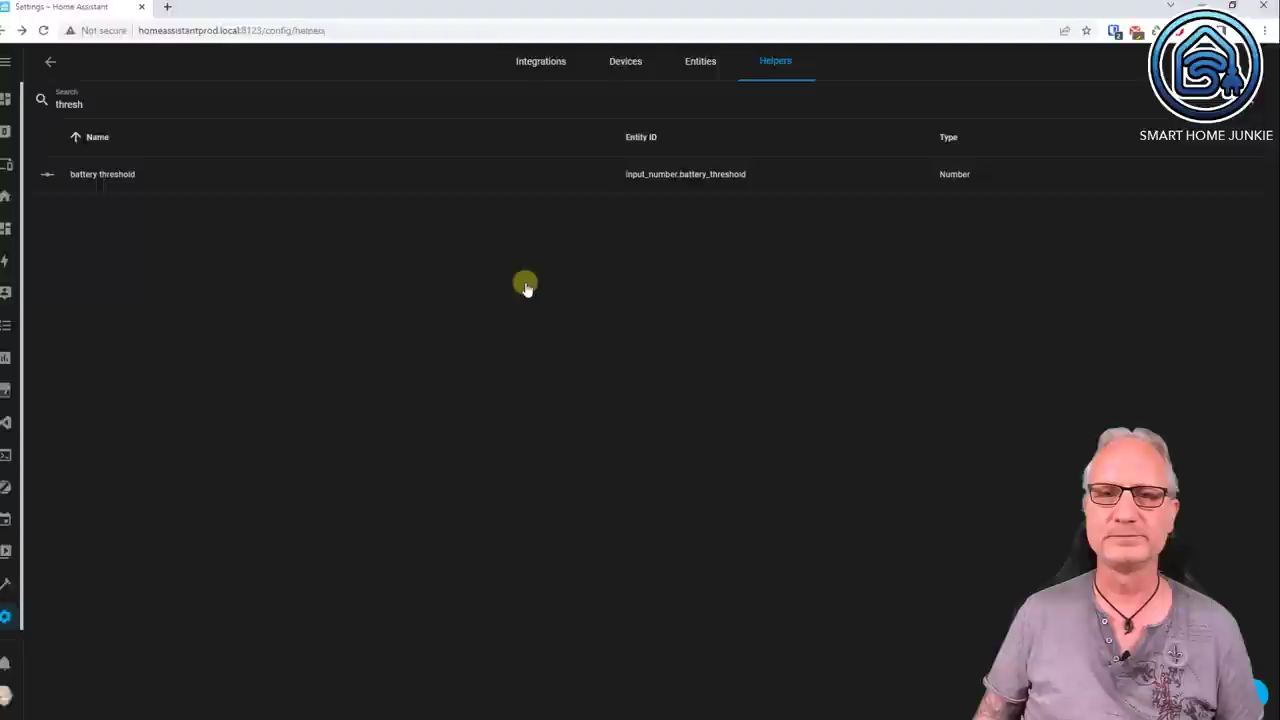 Settings – Home Assistant
Not secure
homeassistantprod.local:8123/config/helpers
Integrations
Devices
Entities
Helpers
Search
thresh
Name
Entity ID
Type
battery threshold
input_number.battery_threshold
Number
SMART HOME JUNKIE